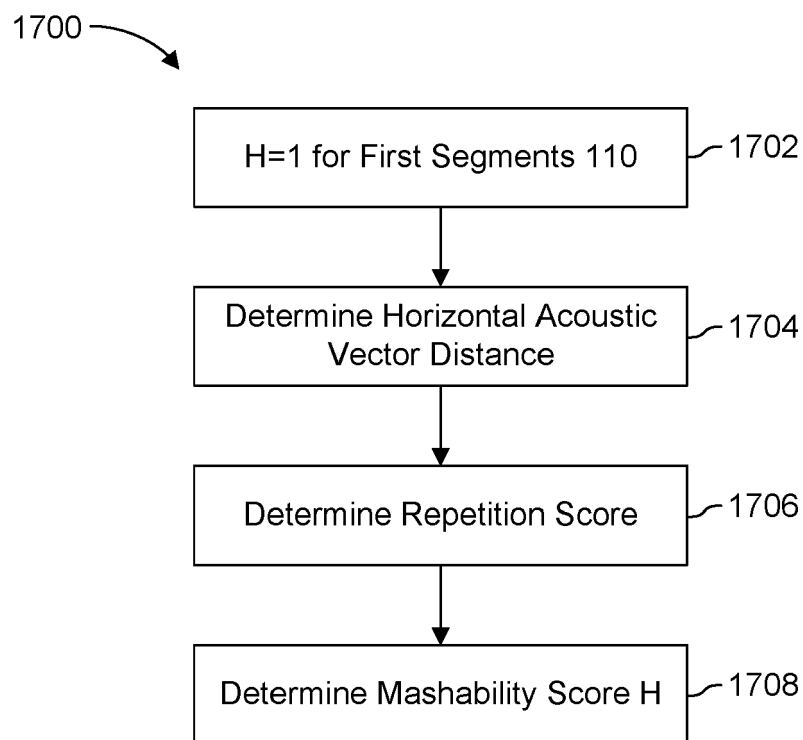 1700
H=1 for First Segments 110
1702
Determine Horizontal Acoustic
Vector Distance
1704
Determine Repetition Score
1706
Determine Mashability Score H
1708